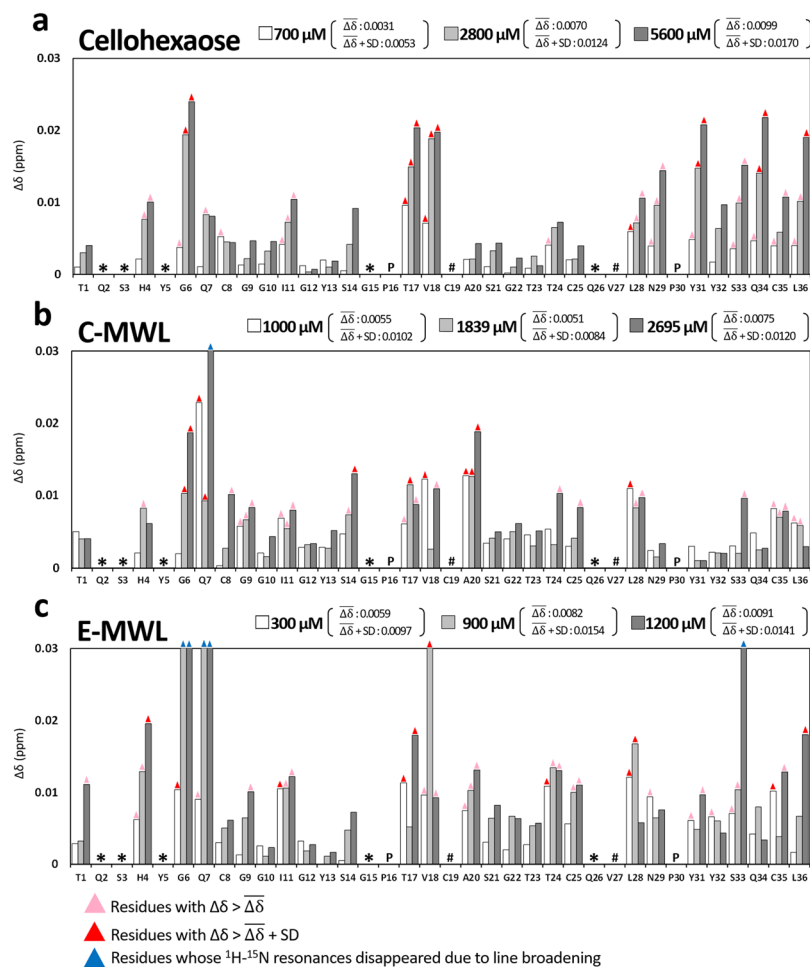 a
Cellohexaose
700 μM ( Δδ : 0.0031 Δδ + SD : 0.0053 ) 2800 μM ( Δδ : 0.0070 Δδ + SD : 0.0124 ) 5600 μM ( Δδ : 0.0099 Δδ + SD : 0.0170 )
Δδ (ppm)
0.03
0.02
0.01
0
* * * * P # * # P
T1 Q2 S3 H4 Y5 G6 Q7 C8 G9 G10 I11 G12 Y13 S14 G15 P16 T17 V18 C19 A20 S21 G22 T23 T24 C25 Q26 V27 L28 N29 P30 Y31 Y32 S33 Q34 C35 L36
b
C-MWL
1000 μM ( Δδ : 0.0055 Δδ + SD : 0.0102 ) 1839 μM ( Δδ : 0.0051 Δδ + SD : 0.0084 ) 2695 μM ( Δδ : 0.0075 Δδ + SD : 0.0120 )
Δδ (ppm)
0.03
0.02
0.01
0
* * * * P # * # P
T1 Q2 S3 H4 Y5 G6 Q7 C8 G9 G10 I11 G12 Y13 S14 G15 P16 T17 V18 C19 A20 S21 G22 T23 T24 C25 Q26 V27 L28 N29 P30 Y31 Y32 S33 Q34 C35 L36
c
E-MWL
300 μM ( Δδ : 0.0059 Δδ + SD : 0.0097 ) 900 μM ( Δδ : 0.0082 Δδ + SD : 0.0154 ) 1200 μM ( Δδ : 0.0091 Δδ + SD : 0.0141 )
Δδ (ppm)
0.03
0.02
0.01
0
* * * * P # * # P
T1 Q2 S3 H4 Y5 G6 Q7 C8 G9 G10 I11 G12 Y13 S14 G15 P16 T17 V18 C19 A20 S21 G22 T23 T24 C25 Q26 V27 L28 N29 P30 Y31 Y32 S33 Q34 C35 L36
Residues with Δδ > Δδ
Residues with Δδ > Δδ + SD
Residues whose ¹H-¹⁵N resonances disappeared due to line broadening